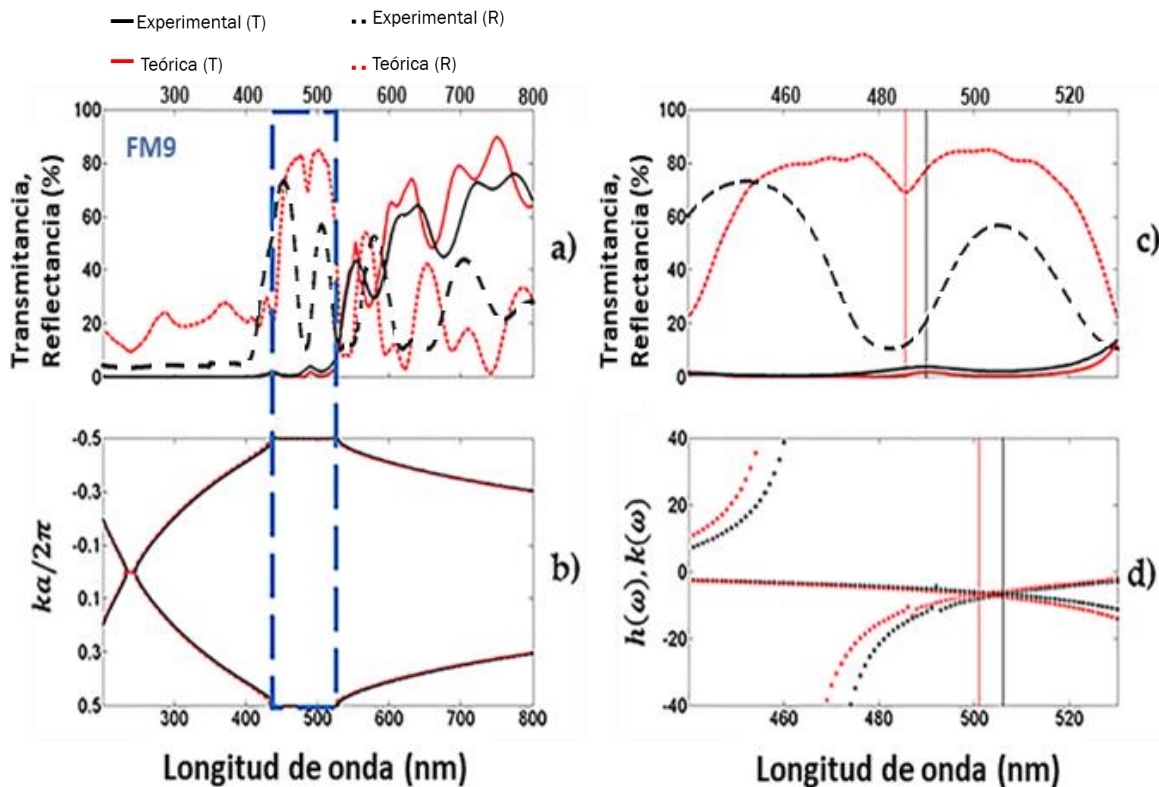 Experimental (T)
Experimental (R)
Teórica (T)
Teórica (R)
300 400 500 600 700 800
460 480 500 520
100
80
60
40
20
0
Transmitancia,
Reflectancia (%)
FM9
a)
100
80
60
40
20
0
Transmitancia,
Reflectancia (%)
c)
-0.5
-0.3
-0.1
0.1
0.3
0.5
ka/2π
b)
300 400 500 600 700 800
Longitud de onda (nm)
40
20
0
-20
-40
h(ω), k(ω)
d)
460 480 500 520
Longitud de onda (nm)